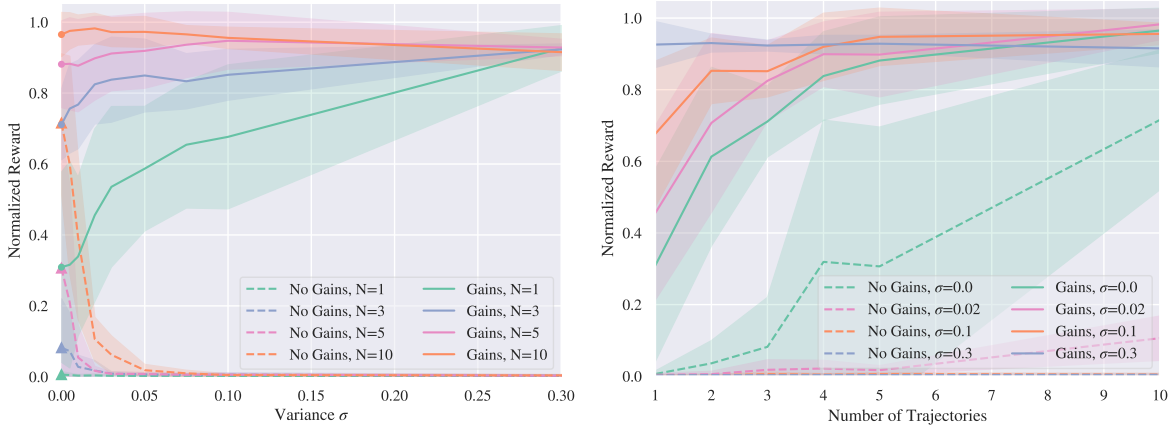 1.0
0.8
0.6
0.4
0.2
0.0
Normalized Reward
0.00 0.05 0.10 0.15 0.20 0.25 0.30
Variance σ
No Gains, N=1 Gains, N=1
No Gains, N=3 Gains, N=3
No Gains, N=5 Gains, N=5
No Gains, N=10 Gains, N=10
1.0
0.8
0.6
0.4
0.2
0.0
Normalized Reward
1 2 3 4 5 6 7 8 9 10
Number of Trajectories
No Gains, σ=0.0 Gains, σ=0.0
No Gains, σ=0.02 Gains, σ=0.02
No Gains, σ=0.1 Gains, σ=0.1
No Gains, σ=0.3 Gains, σ=0.3